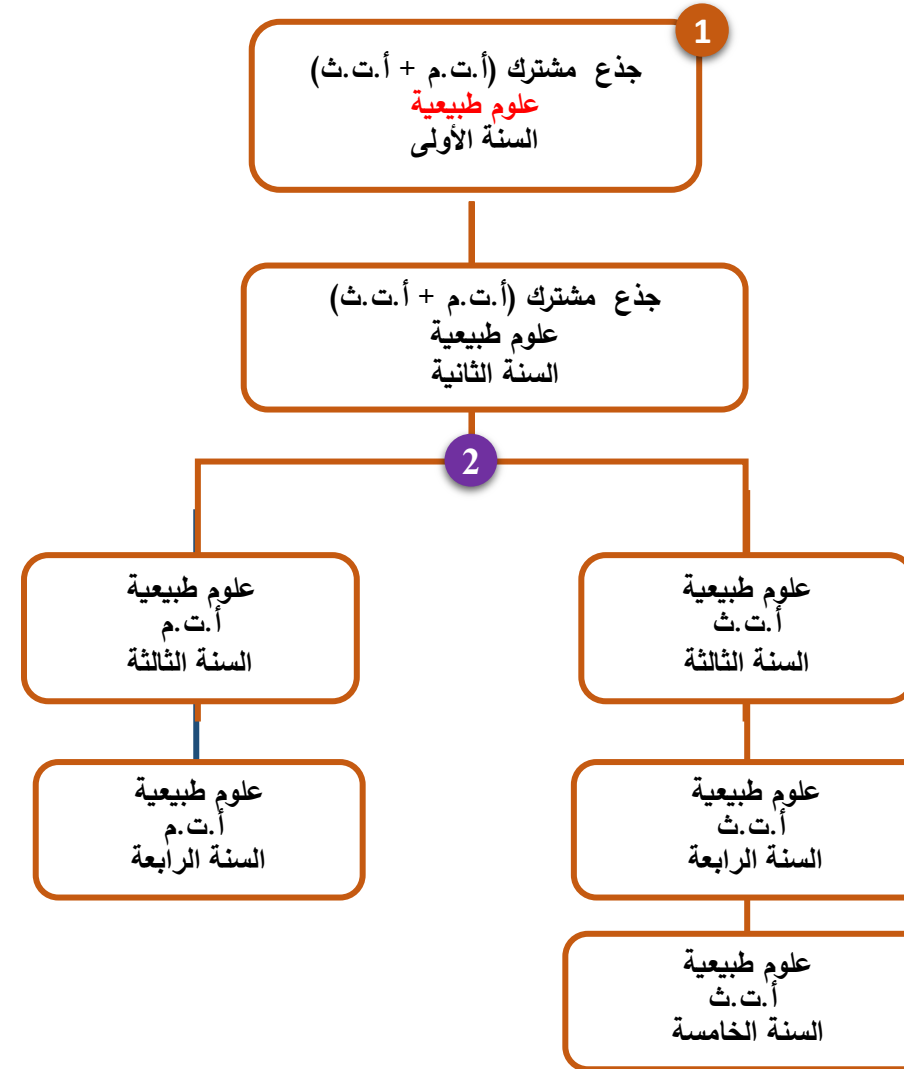 1
جذع مشترك (أ.ت.م + أ.ت.ث)
علوم طبيعية
السنة الأولى
جذع مشترك (أ.ت.م + أ.ت.ث)
علوم طبيعية
السنة الثانية
2
علوم طبيعية
أ.ت.ث
السنة الثالثة
علوم طبيعية
أ.ت.م
السنة الثالثة
علوم طبيعية
أ.ت.ث
السنة الرابعة
علوم طبيعية
أ.ت.م
السنة الرابعة
علوم طبيعية
أ.ت.ث
السنة الخامسة